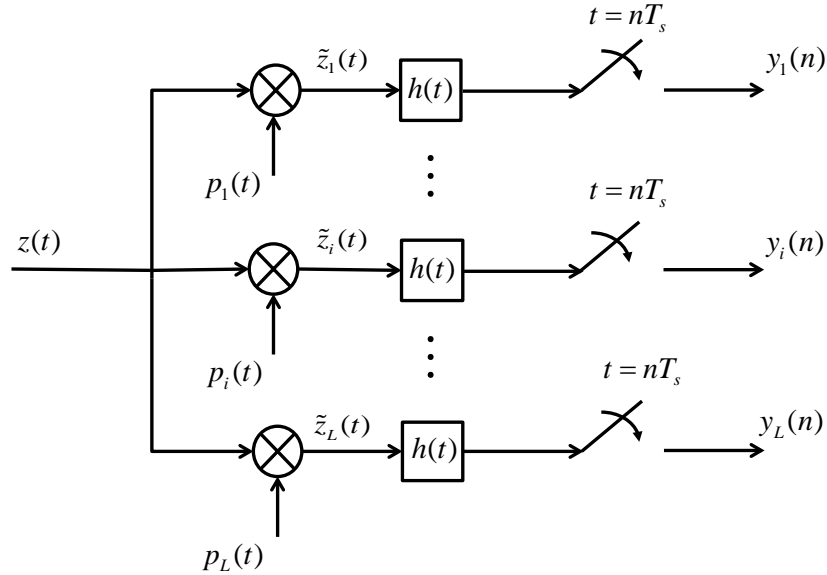 t = nT_s
z̃_1(t)
y_1(n)
h(t)
p_1(t)
t = nT_s
z(t)
z̃_i(t)
y_i(n)
h(t)
p_i(t)
t = nT_s
z̃_L(t)
y_L(n)
h(t)
p_L(t)